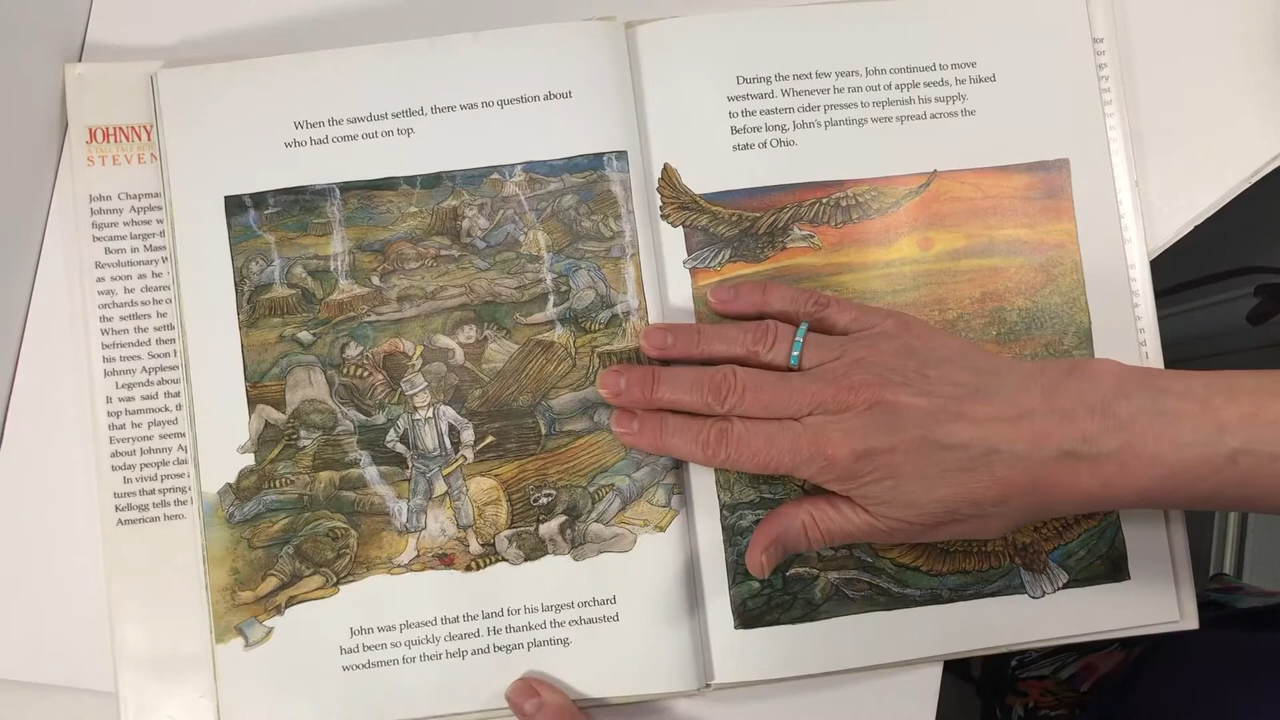 JOHNNY
A TALL TALE
STEVEN
John Chapma
Johnny Apples
figure whose w
became larger-t
Born in Mass
Revolutionary W
as soon as he
way, he cleare
orchards so he c
the settlers he
When the settl
befriended then
his trees. Soon
Johnny Applese
Legends abou
It was said that
top hammock, th
that he played
Everyone seem
about Johnny Ap
today people clai
In vivid prose
tures that spring
Kellogg tells the
American hero.
When the sawdust settled, there was no question about
who had come out on top.
John was pleased that the land for his largest orchard
had been so quickly cleared. He thanked the exhausted
woodsmen for their help and began planting.
During the next few years, John continued to move
westward. Whenever he ran out of apple seeds, he hiked
to the eastern cider presses to replenish his supply.
Before long, John's plantings were spread across the
state of Ohio.